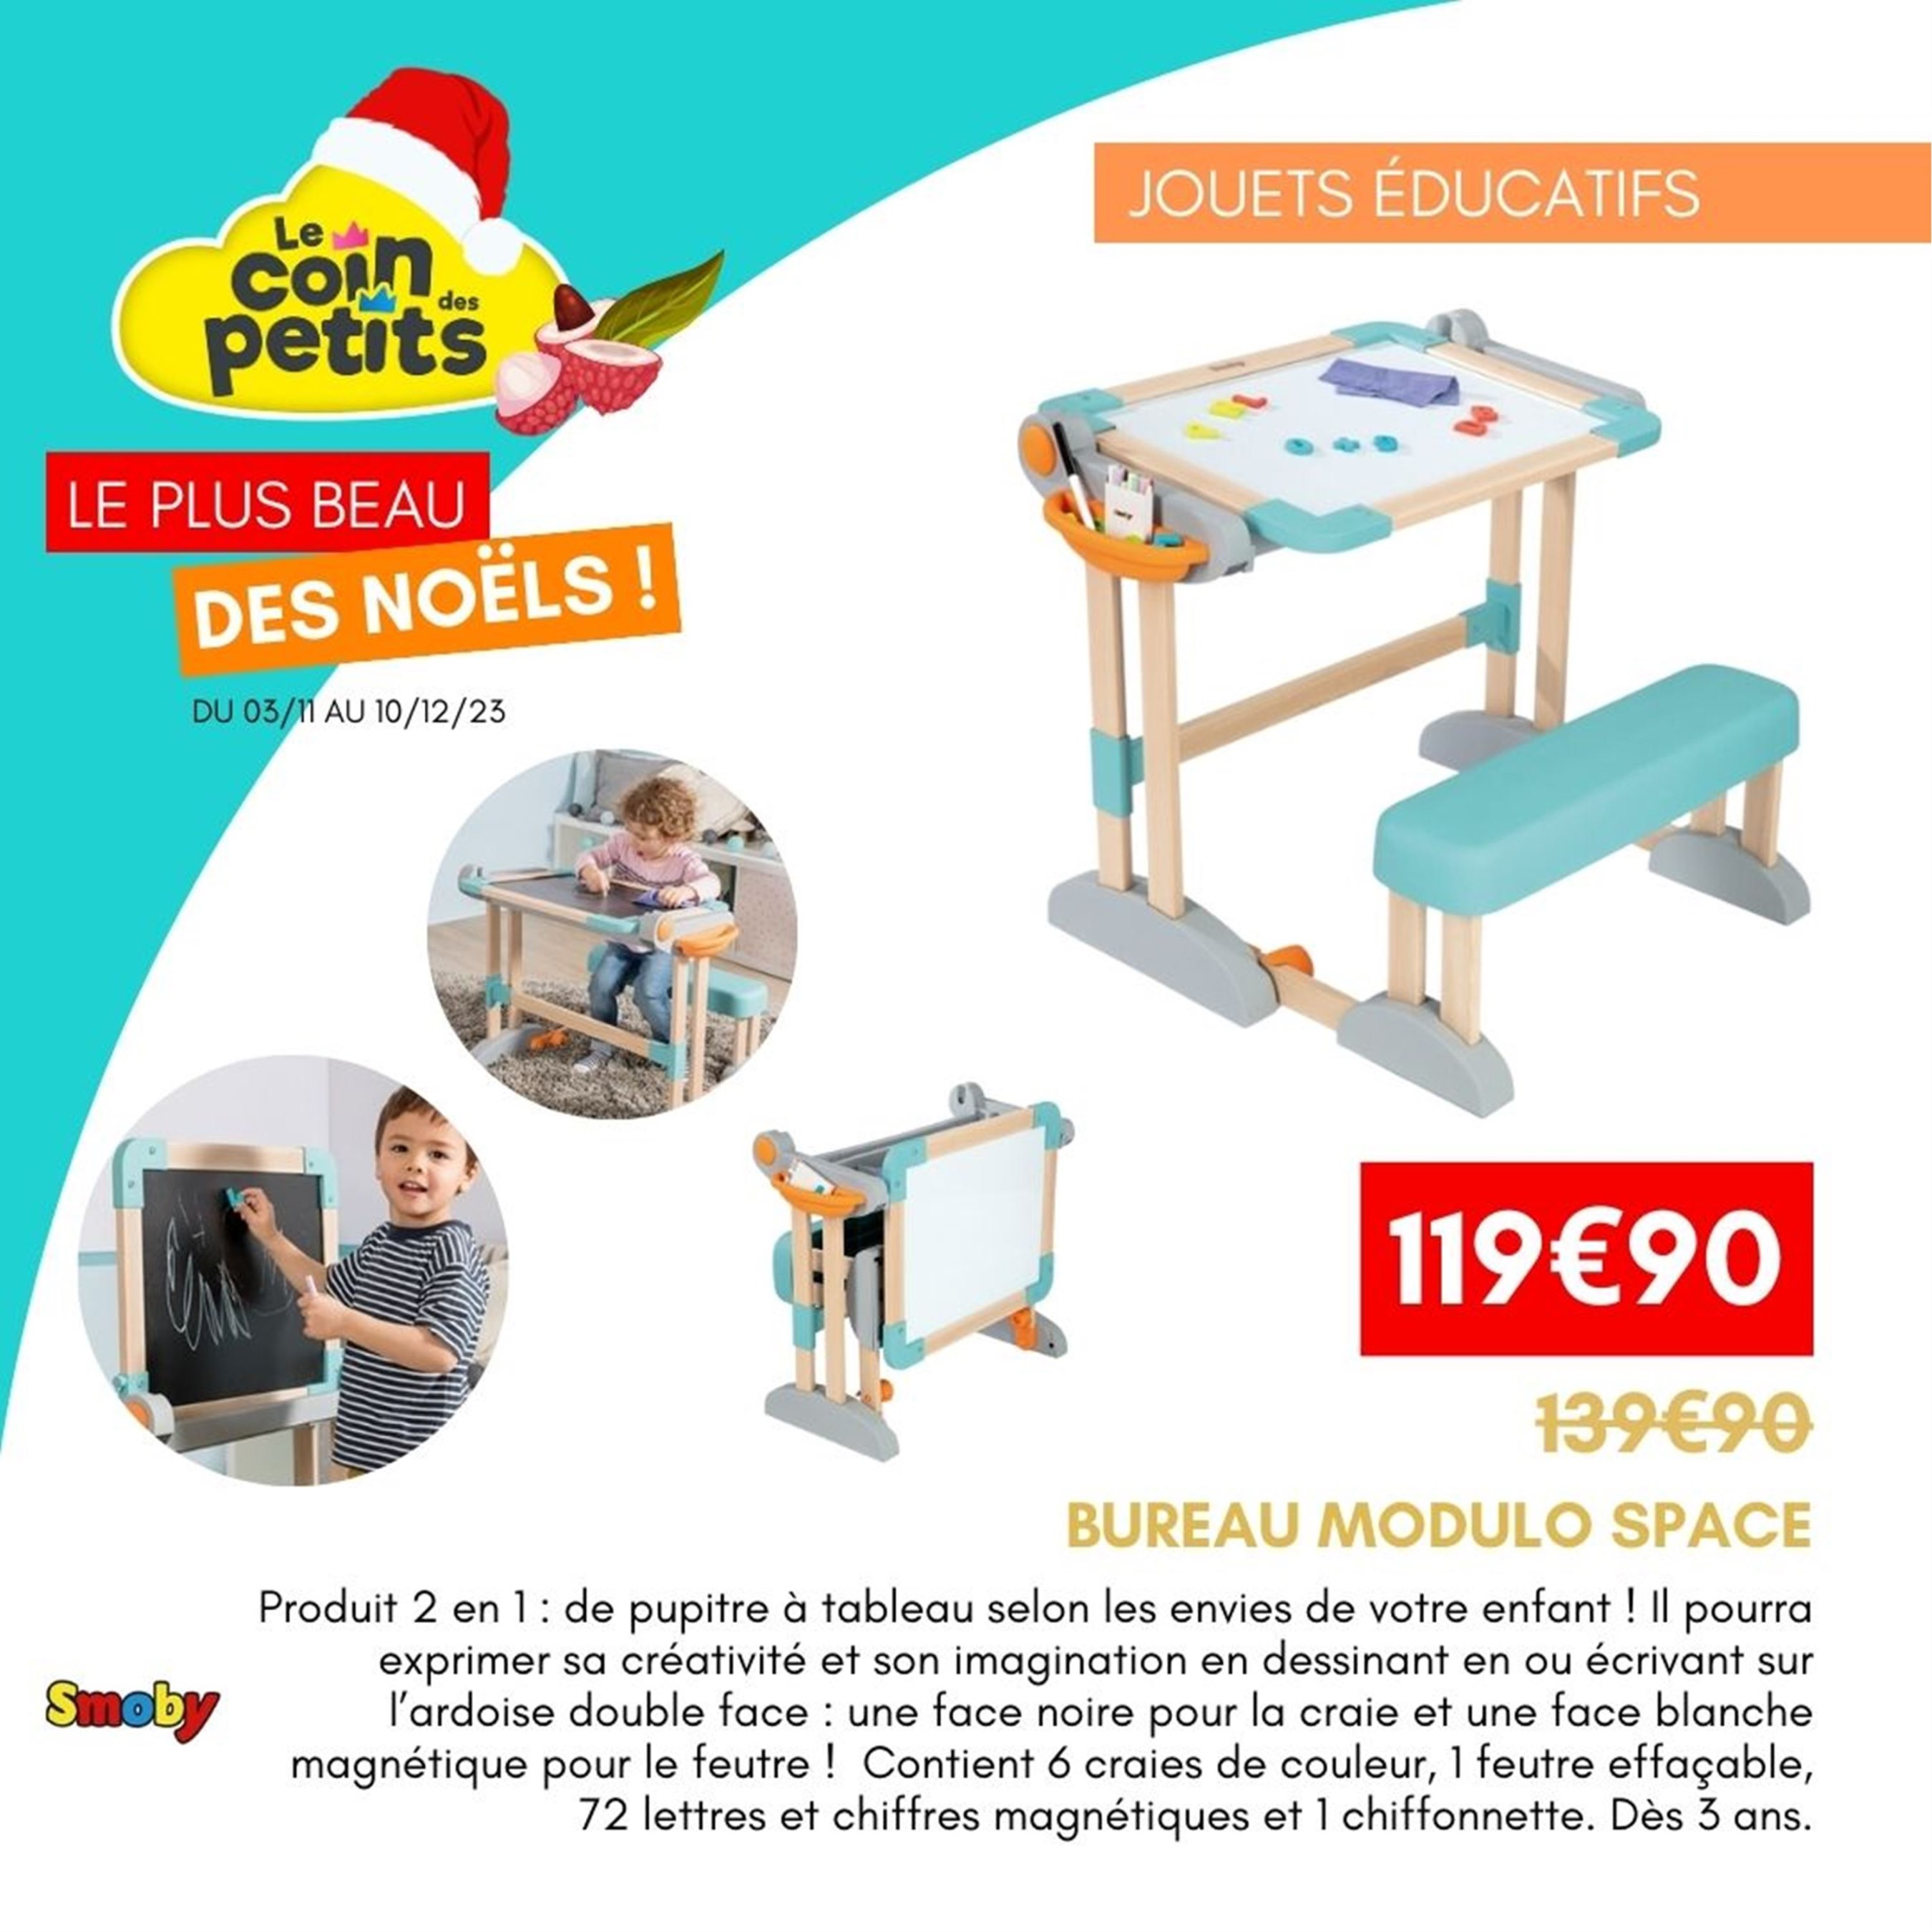 Le
coin
des
petits
JOUETS ÉDUCATIFS
LE PLUS BEAU
DES NOËLS !
DU 03/11 AU 10/12/23
119€90
139€90
BUREAU MODULO SPACE
Produit 2 en 1 : de pupitre à tableau selon les envies de votre enfant ! Il pourra
exprimer sa créativité et son imagination en dessinant en ou écrivant sur
l'ardoise double face : une face noire pour la craie et une face blanche
magnétique pour le feutre ! Contient 6 craies de couleur, 1 feutre effaçable,
72 lettres et chiffres magnétiques et 1 chiffonnette. Dès 3 ans.
Smoby